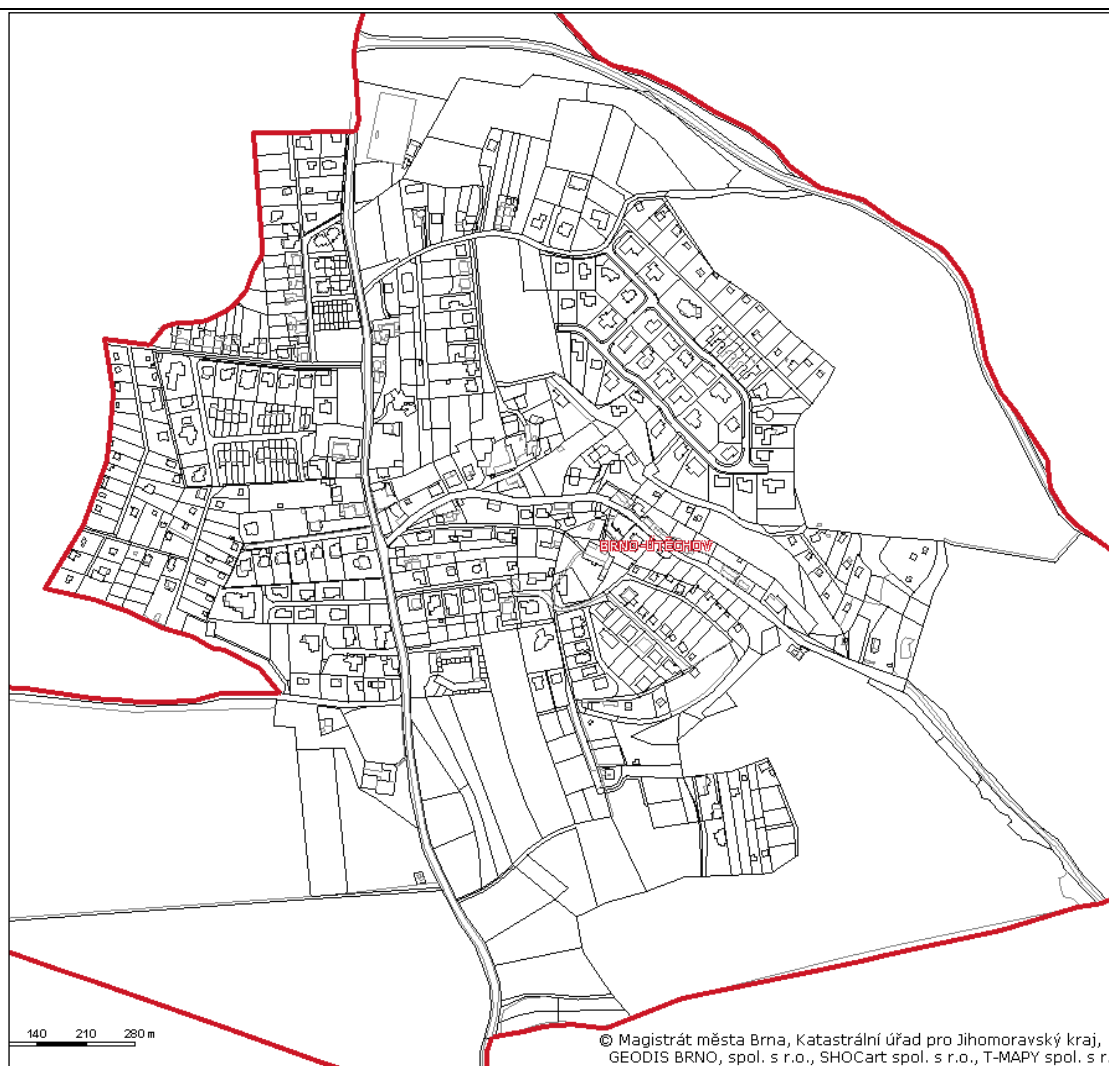 BRNO-ÚTĚCHOV
140 210 280 m
© Magistrát města Brna, Katastrální úřad pro Jihomoravský kraj,
GEODIS BRNO, spol. s r.o., SHOCart spol. s r.o., T-MAPY spol. s r.